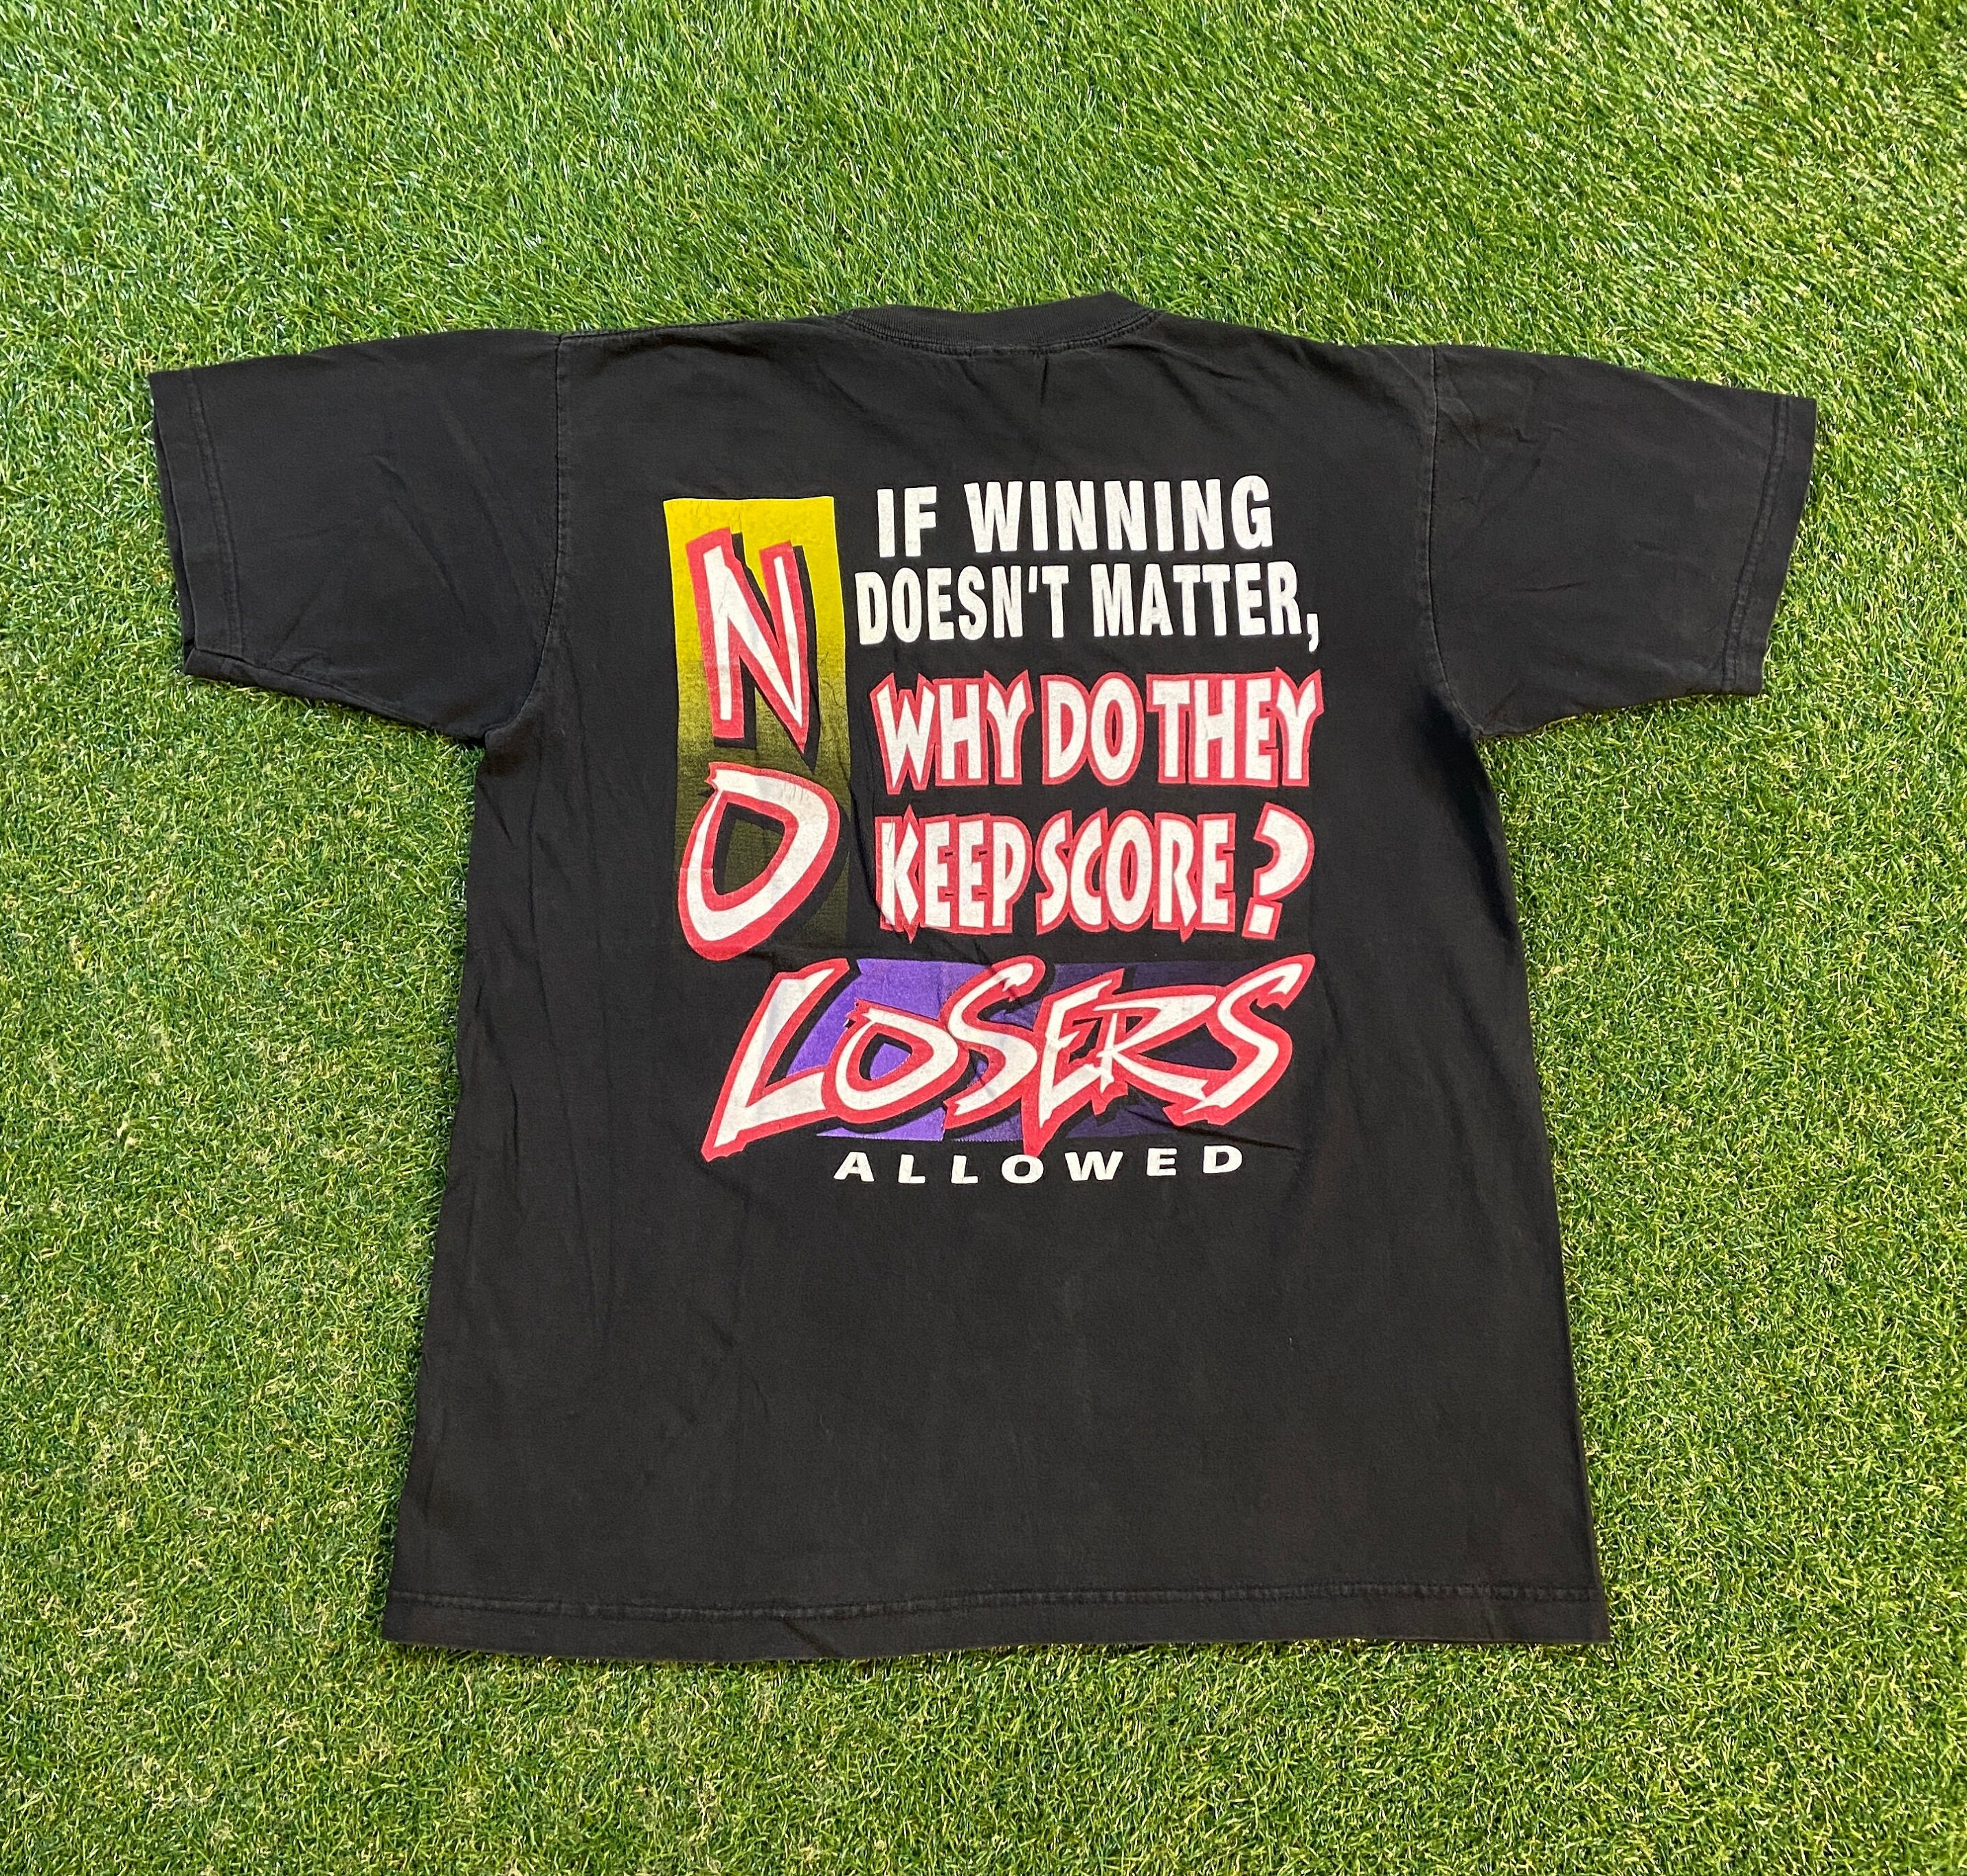 IF WINNING
DOESN'T MATTER,
WHY DO THEY
KEEP SCORE?
NO
LOSERS
ALLOWED